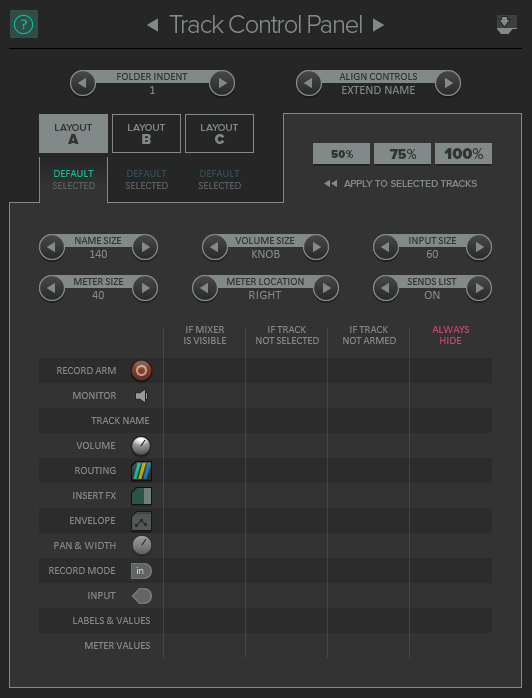 ?
Track Control Panel
FOLDER INDENT
1
ALIGN CONTROLS
EXTEND NAME
LAYOUT
A
LAYOUT
B
LAYOUT
C
DEFAULT
SELECTED
DEFAULT
SELECTED
DEFAULT
SELECTED
50% 75% 100%
APPLY TO SELECTED TRACKS
NAME SIZE
140
VOLUME SIZE
KNOB
INPUT SIZE
60
METER SIZE
40
METER LOCATION
RIGHT
SENDS LIST
ON
IF MIXER
IS VISIBLE
IF TRACK
NOT SELECTED
IF TRACK
NOT ARMED
ALWAYS
HIDE
RECORD ARM
MONITOR
TRACK NAME
VOLUME
ROUTING
INSERT FX
ENVELOPE
PAN & WIDTH
RECORD MODE in
INPUT
LABELS & VALUES
METER VALUES